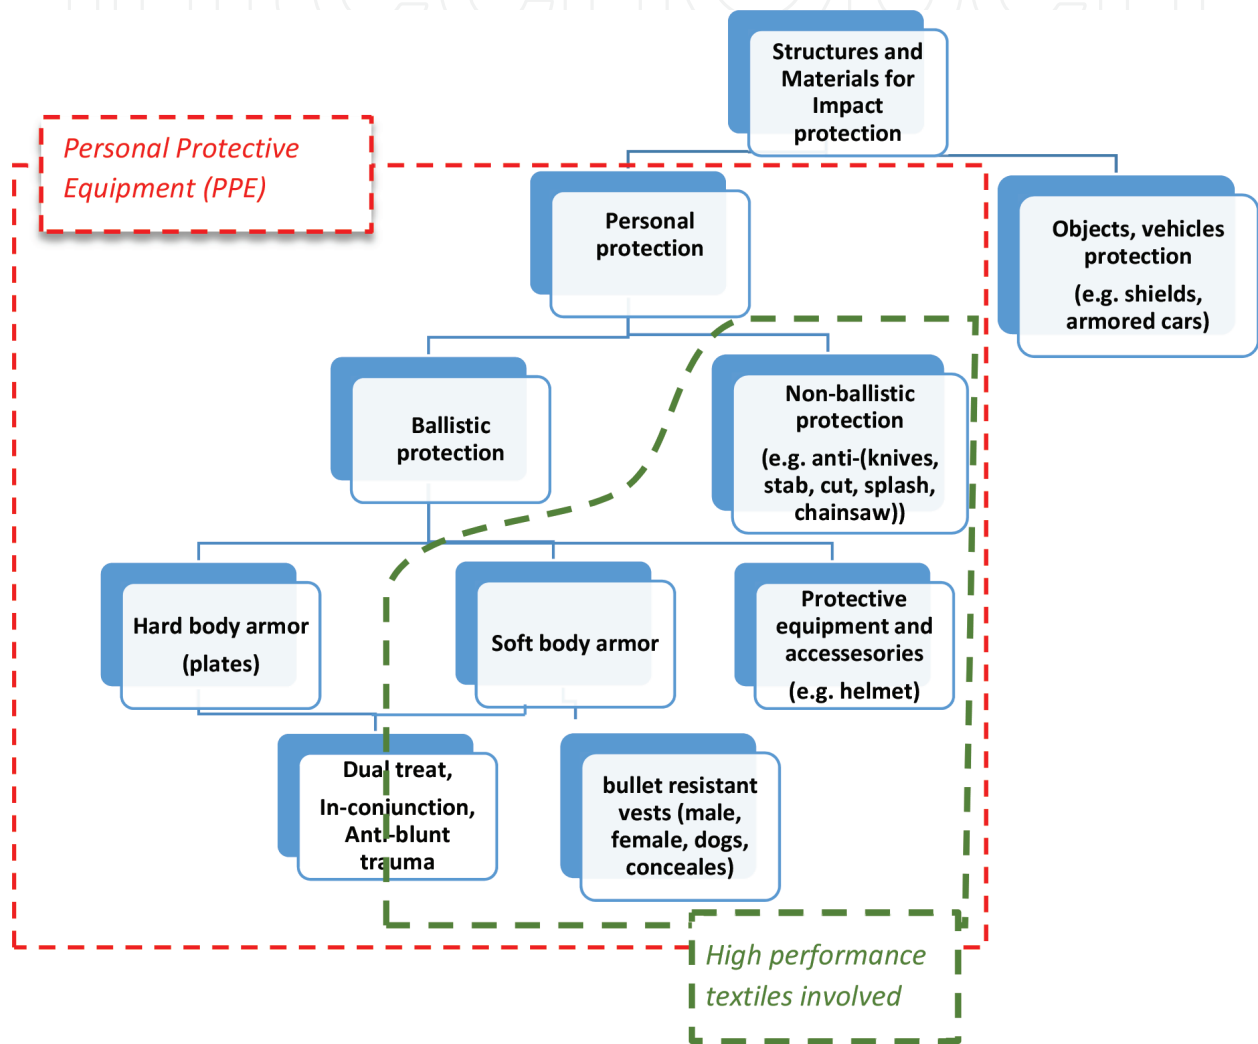 Structures and
Materials for
Impact
protection
Personal Protective
Equipment (PPE)
Personal
protection
Objects, vehicles
protection
(e.g. shields,
armored cars)
Ballistic
protection
Non-ballistic
protection
(e.g. anti-(knives,
stab, cut, splash,
chainsaw))
Hard body armor
(plates)
Soft body armor
Protective
equipment and
accessesories
(e.g. helmet)
Dual treat,
In-conjunction,
Anti-blunt
trauma
bullet resistant
vests (male,
female, dogs,
conceales)
High performance
textiles involved